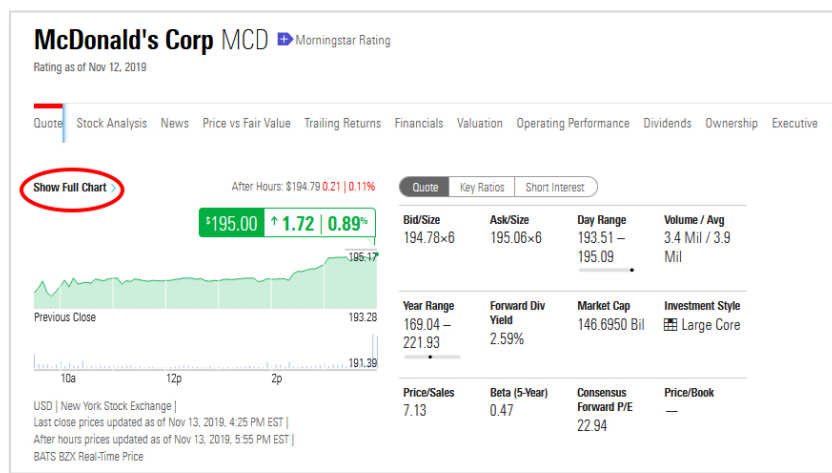 McDonald's Corp MCD Morningstar Rating
Rating as of Nov 12, 2019
Quote Stock Analysis News Price vs Fair Value Trailing Returns Financials Valuation Operating Performance Dividends Ownership Executive
Show Full Chart
After Hours: $194.79 0.21 | 0.11%
$195.00 ↑ 1.72 | 0.89%
195.17
Previous Close 193.28
191.39
10a 12p 2p
USD | New York Stock Exchange |
Last close prices updated as of Nov 13, 2019, 4:25 PM EST |
After hours prices updated as of Nov 13, 2019, 5:55 PM EST |
BATS BZX Real-Time Price
Quote Key Ratios Short Interest
Bid/Size Ask/Size Day Range Volume / Avg
194.78×6 195.06×6 193.51 – 3.4 Mil / 3.9
195.09 Mil
Year Range Forward Div Market Cap Investment Style
169.04 – Yield 146.6950 Bil Large Core
221.93 2.59%
Price/Sales Beta (5-Year) Consensus Price/Book
7.13 0.47 Forward P/E —
22.94